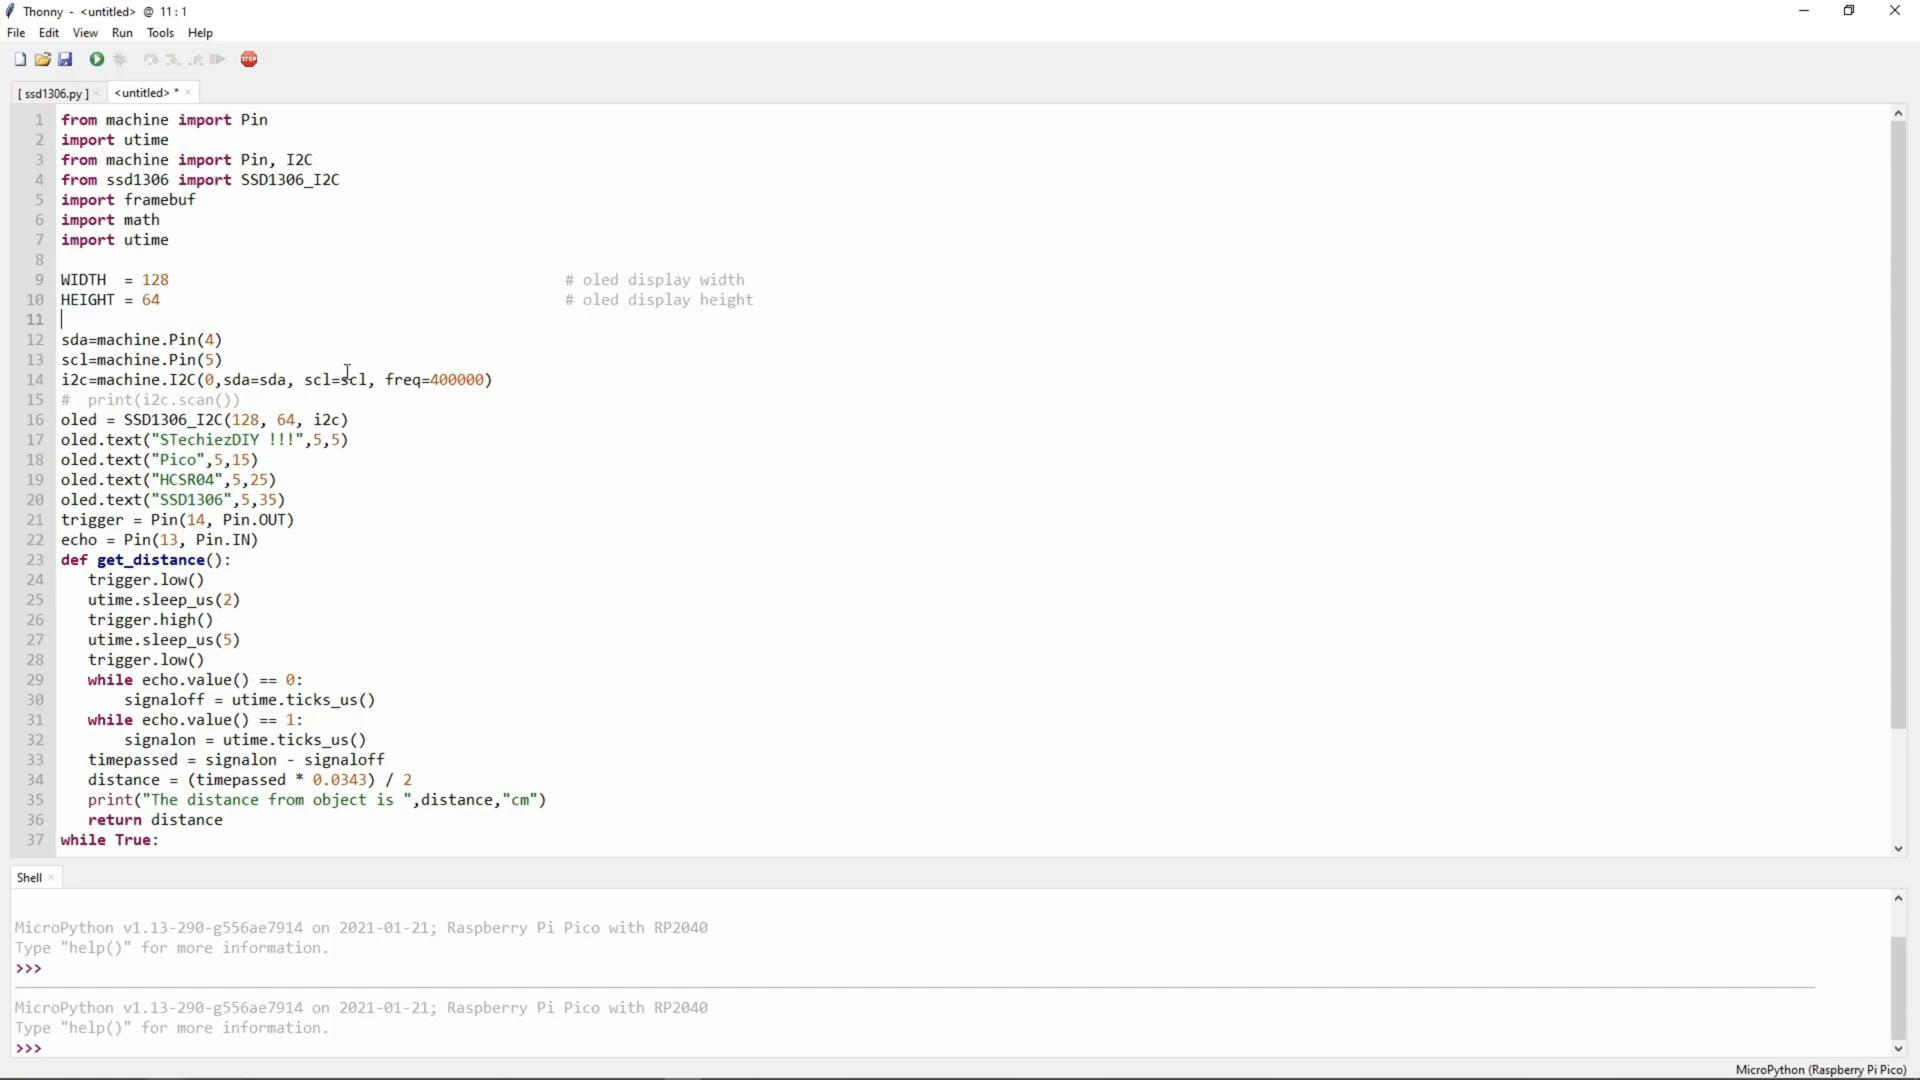 Thonny - <untitled> @ 11:1
File Edit View Run Tools Help
STOP
[ ssd1306.py ] × <untitled> * ×
1 from machine import Pin
2 import utime
3 from machine import Pin, I2C
4 from ssd1306 import SSD1306_I2C
5 import framebuf
6 import math
7 import utime
8
9 WIDTH  = 128 # oled display width
10 HEIGHT = 64 # oled display height
11
12 sda=machine.Pin(4)
13 scl=machine.Pin(5)
14 i2c=machine.I2C(0,sda=sda, scl=scl, freq=400000)
15 #  print(i2c.scan())
16 oled = SSD1306_I2C(128, 64, i2c)
17 oled.text("STechiezDIY !!!",5,5)
18 oled.text("Pico",5,15)
19 oled.text("HCSR04",5,25)
20 oled.text("SSD1306",5,35)
21 trigger = Pin(14, Pin.OUT)
22 echo = Pin(13, Pin.IN)
23 def get_distance():
24    trigger.low()
25    utime.sleep_us(2)
26    trigger.high()
27    utime.sleep_us(5)
28    trigger.low()
29    while echo.value() == 0:
30        signaloff = utime.ticks_us()
31    while echo.value() == 1:
32        signalon = utime.ticks_us()
33    timepassed = signalon - signaloff
34    distance = (timepassed * 0.0343) / 2
35    print("The distance from object is ",distance,"cm")
36    return distance
37 while True:
Shell ×
MicroPython v1.13-290-g556ae7914 on 2021-01-21; Raspberry Pi Pico with RP2040
Type "help()" for more information.
>>>
MicroPython v1.13-290-g556ae7914 on 2021-01-21; Raspberry Pi Pico with RP2040
Type "help()" for more information.
>>>
MicroPython (Raspberry Pi Pico)